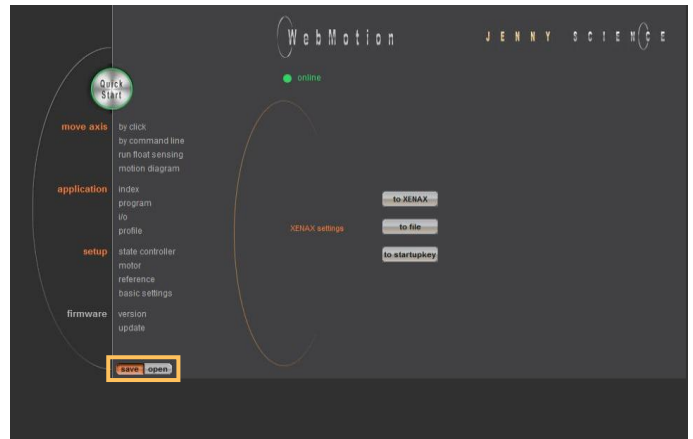 WebMotion
JENNY SCIENCE
online
Quick
Start
move axis
by click
by command line
run float sensing
motion diagram
application
index
program
i/o
profile
setup
state controller
motor
reference
basic settings
firmware
version
update
save open
XENAX settings
to XENAX
to file
to startupkey